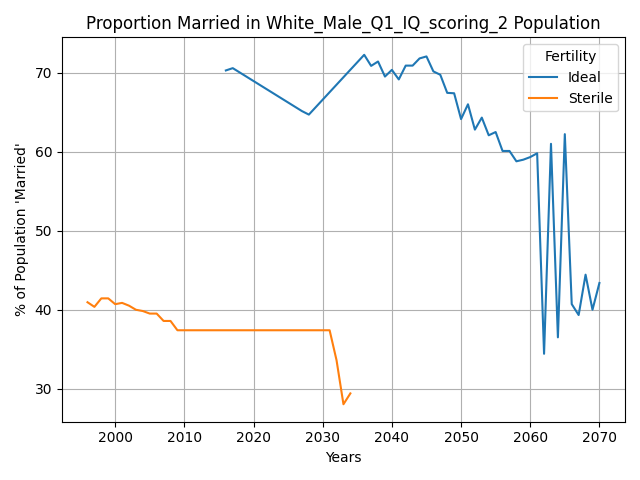 Proportion Married in White_Male_Q1_IQ_scoring_2 Population
% of Population 'Married'
70
60
50
40
30
Fertility
Ideal
Sterile
2000
2010
2020
2030
2040
2050
2060
2070
Years